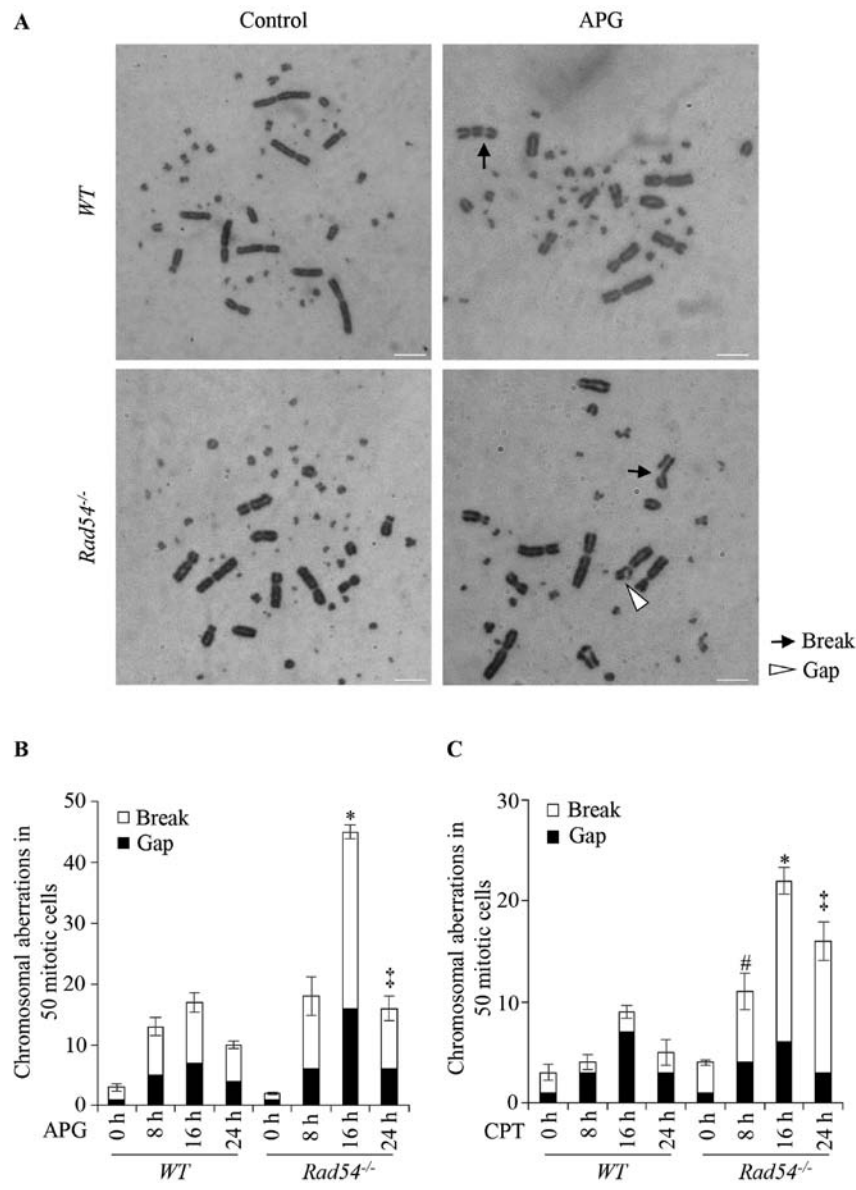 A
Control
APG
WT
Rad54-/-
Break
Gap
B
Chromosomal aberrations in
50 mitotic cells
50
40
30
20
10
0
Break
Gap
*
‡
APG
0 h
8 h
16 h
24 h
0 h
8 h
16 h
24 h
WT
Rad54-/-
C
Chromosomal aberrations in
50 mitotic cells
30
20
10
0
Break
Gap
#
*
‡
CPT
0 h
8 h
16 h
24 h
0 h
8 h
16 h
24 h
WT
Rad54-/-